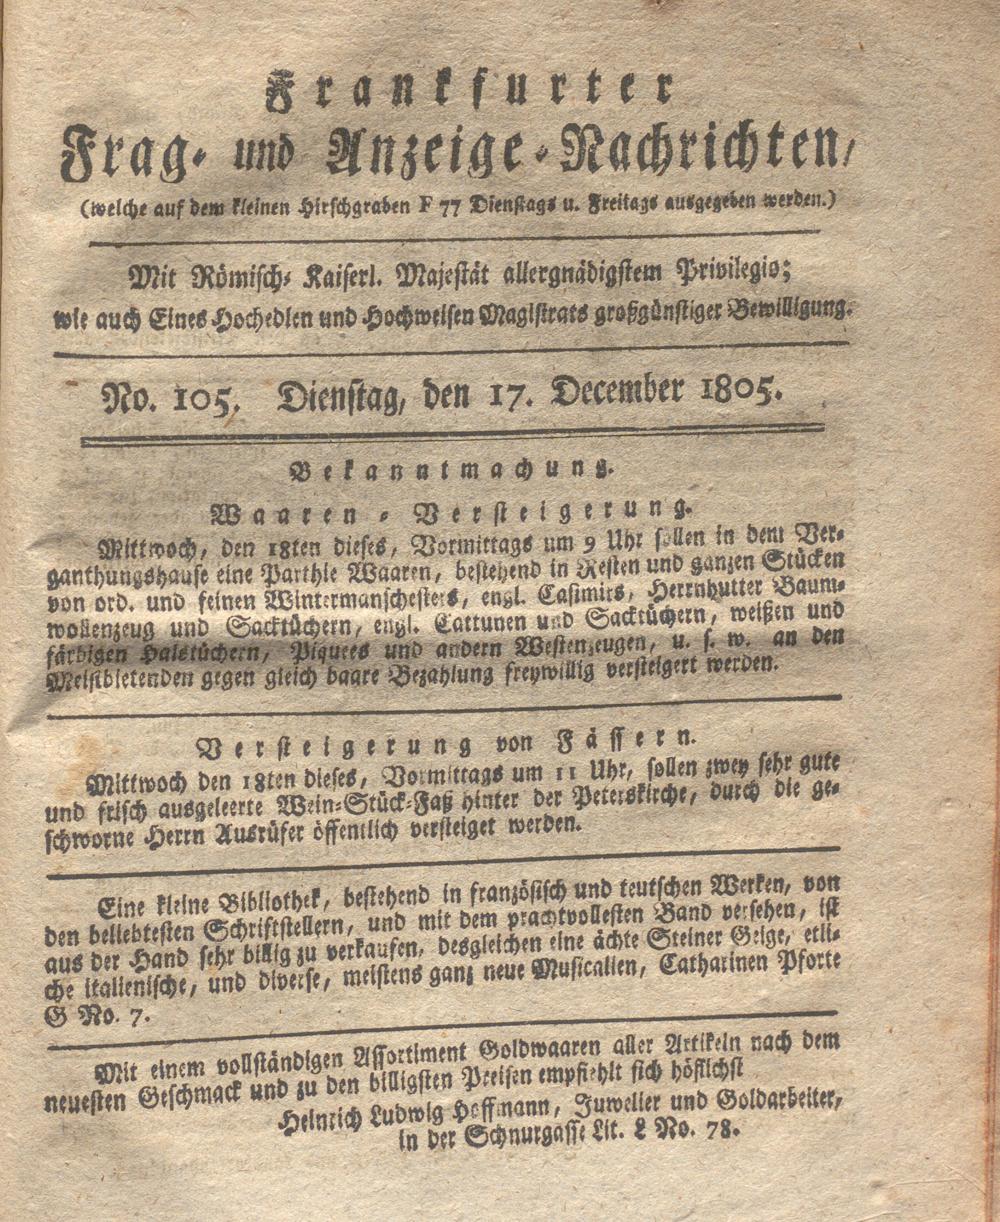 Frankfurter
Frag- und Anzeige-Nachrichten,
(welche auf dem kleinen Hirschgraben F 77 Dienstags u. Freitags ausgegeben werden.)
Mit Römisch- Kaiserl. Majestät allergnädigstem Privilegio;
wie auch Eines Hochedlen und Hochweisen Magistrats großgünstiger Bewilligung.
No. 105. Dienstag, den 17. December 1805.
Bekanntmachung.
Waaren-Versteigerung.
Mittwoch, den 18ten dieses, Vormittags um 9 Uhr sollen in dem Ver-
ganthungshause eine Parthie Waaren, bestehend in Resten und ganzen Stücken
von ord. und feinen Wintermanschesters, engl. Casimirs, Herrnhutter Baum-
wollenzeug und Sacktüchern, engl. Cattunen und Sacktüchern, weißen und
färbigen Halstüchern, Piquees und andern Westenzeugen, u. s. w. an den
Meistbietenden gegen gleich baare Bezahlung freywillig versteigert werden.
Versteigerung von Fässern.
Mittwoch den 18ten dieses, Vormittags um 11 Uhr, sollen zwey sehr gute
und frisch ausgeleerte Wein-Stück-Faß hinter der Peterskirche, durch die ge-
schworne Herrn Ausrüfer öffentlich versteiget werden.
Eine kleine Bibliothek, bestehend in französisch und teutschen Werken, von
den beliebtesten Schriftstellern, und mit dem prachtvollesten Band versehen, ist
aus der Hand sehr billig zu verkaufen, desgleichen eine ächte Steiner Geige, etli-
che italienische, und diverse, meistens ganz neue Musicalien, Catharinen Pforte
G No. 7.
Mit einem vollständigen Assortiment Goldwaaren aller Artikeln nach dem
neuesten Geschmack und zu den billigsten Preisen empfiehlt sich höflichst
Heinrich Ludwig Hoffmann, Juwelier und Goldarbeiter,
in der Schnurgasse Lit. L No. 78.